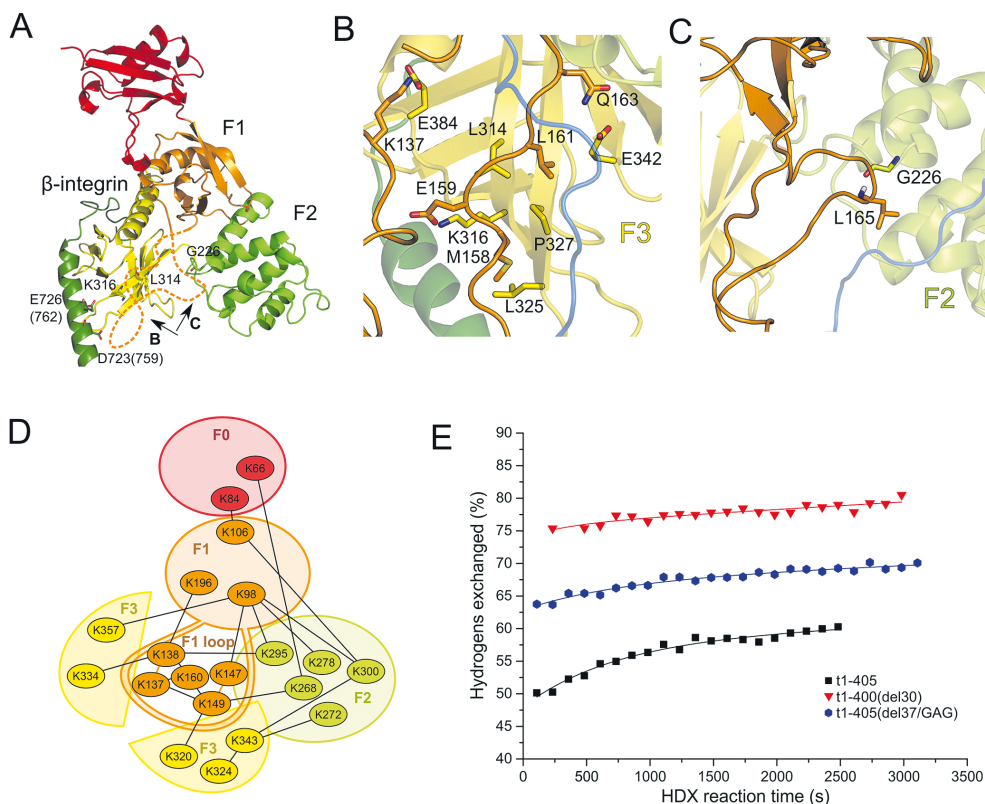 A
F1
β-integrin
F2
G226
K316
L314
E726
(762)
B
C
D723(759)
B
Q163
E384
L314
L161
K137
E342
E159
F3
K316
P327
M158
L325
C
G226
L165
F2
D
F0
K66
K84
K106
F1
K196
K98
F3
K357
F1 loop
K138
K295
K278
K300
K334
K160
K147
K137
K268
F2
K149
K272
K343
F3
K320
K324
E
Hydrogens exchanged (%)
90
85
80
75
70
65
60
55
50
45
40
t1-405
t1-400(del30)
t1-405(del37/GAG)
0 500 1000 1500 2000 2500 3000 3500
HDX reaction time (s)